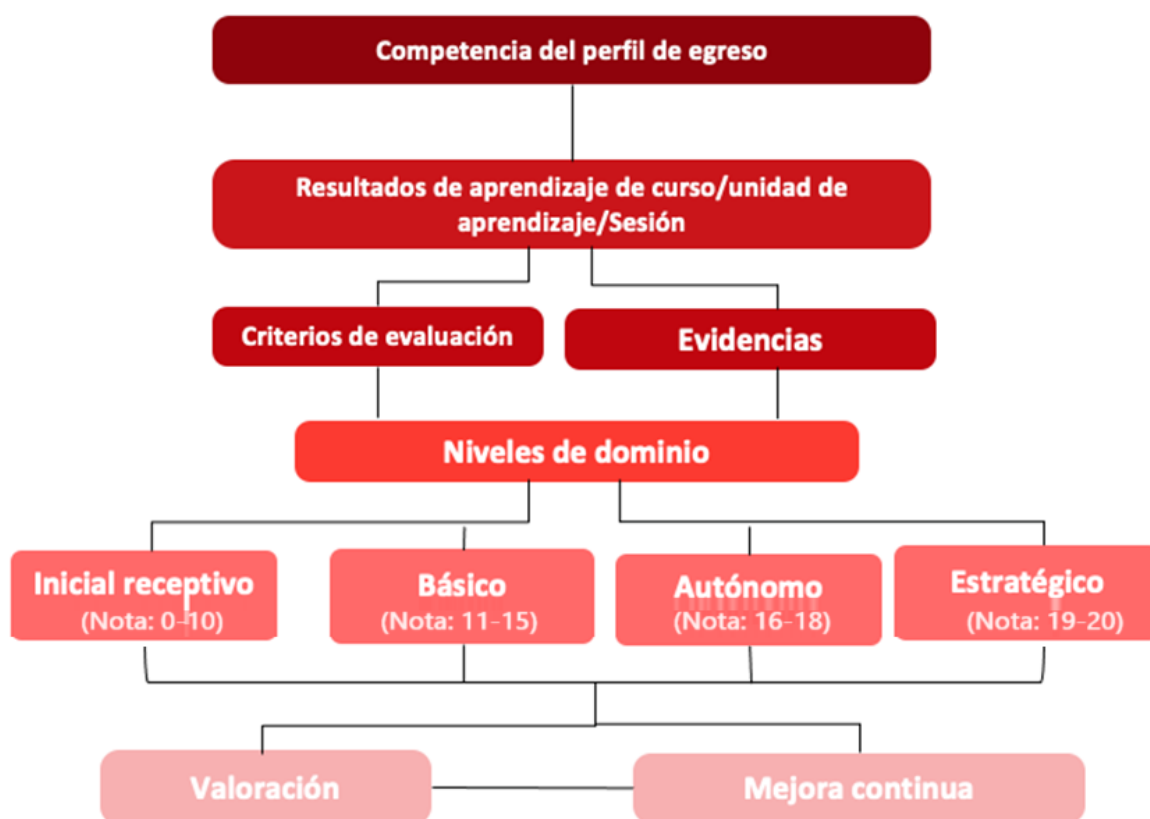 Competencia del perfil de egreso
Resultados de aprendizaje de curso/unidad de
aprendizaje/Sesión
Criterios de evaluación
Evidencias
Niveles de dominio
Inicial receptivo
(Nota: 0-10)
Básico
(Nota: 11-15)
Autónomo
(Nota: 16-18)
Estratégico
(Nota: 19-20)
Valoración
Mejora continua